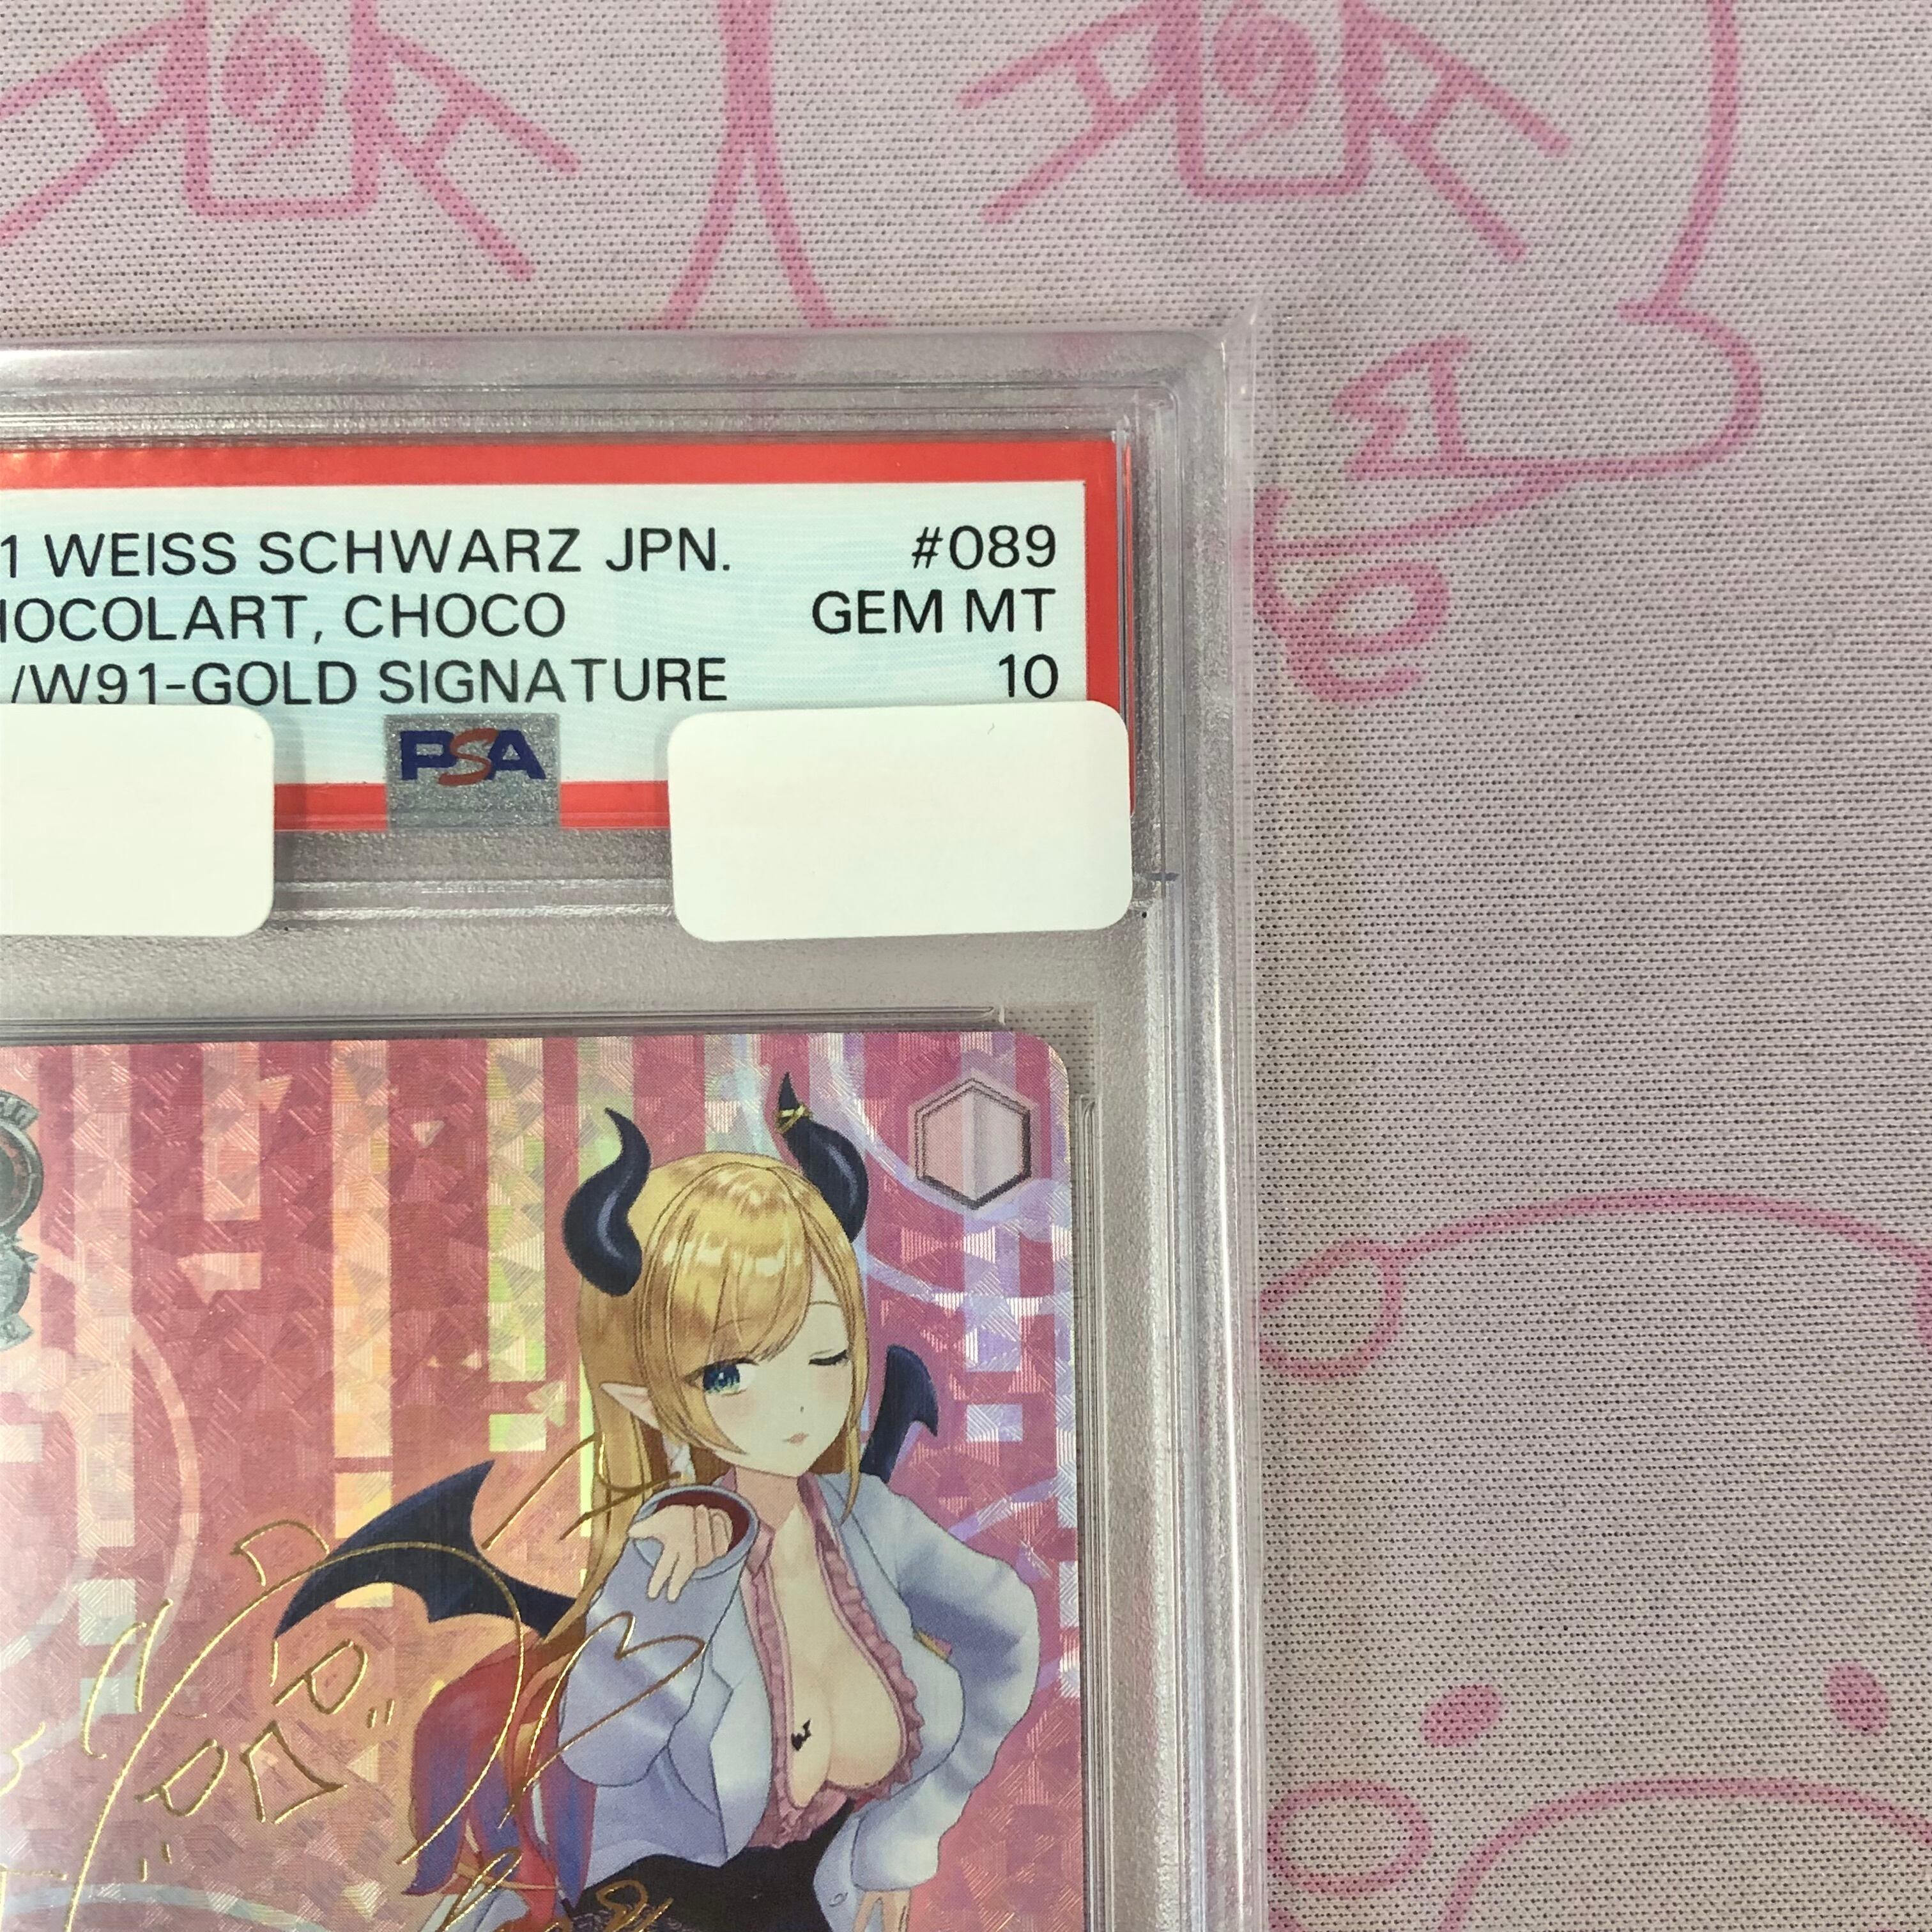 1 WEISS SCHWARZ JPN. #089
HOCOLART, CHOCO GEM MT
/W91-GOLD SIGNATURE 10
PSA